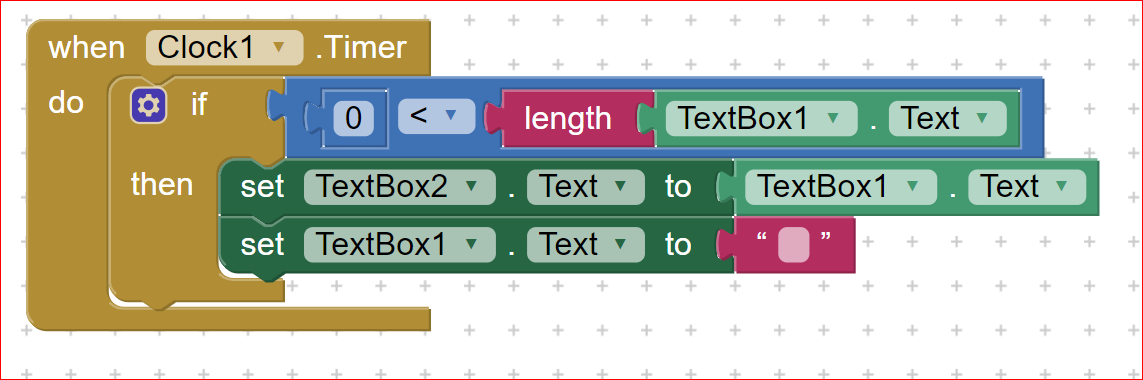 when Clock1 .Timer
do if 0 < length TextBox1 . Text
then set TextBox2 . Text to TextBox1 . Text
set TextBox1 . Text to “ ”